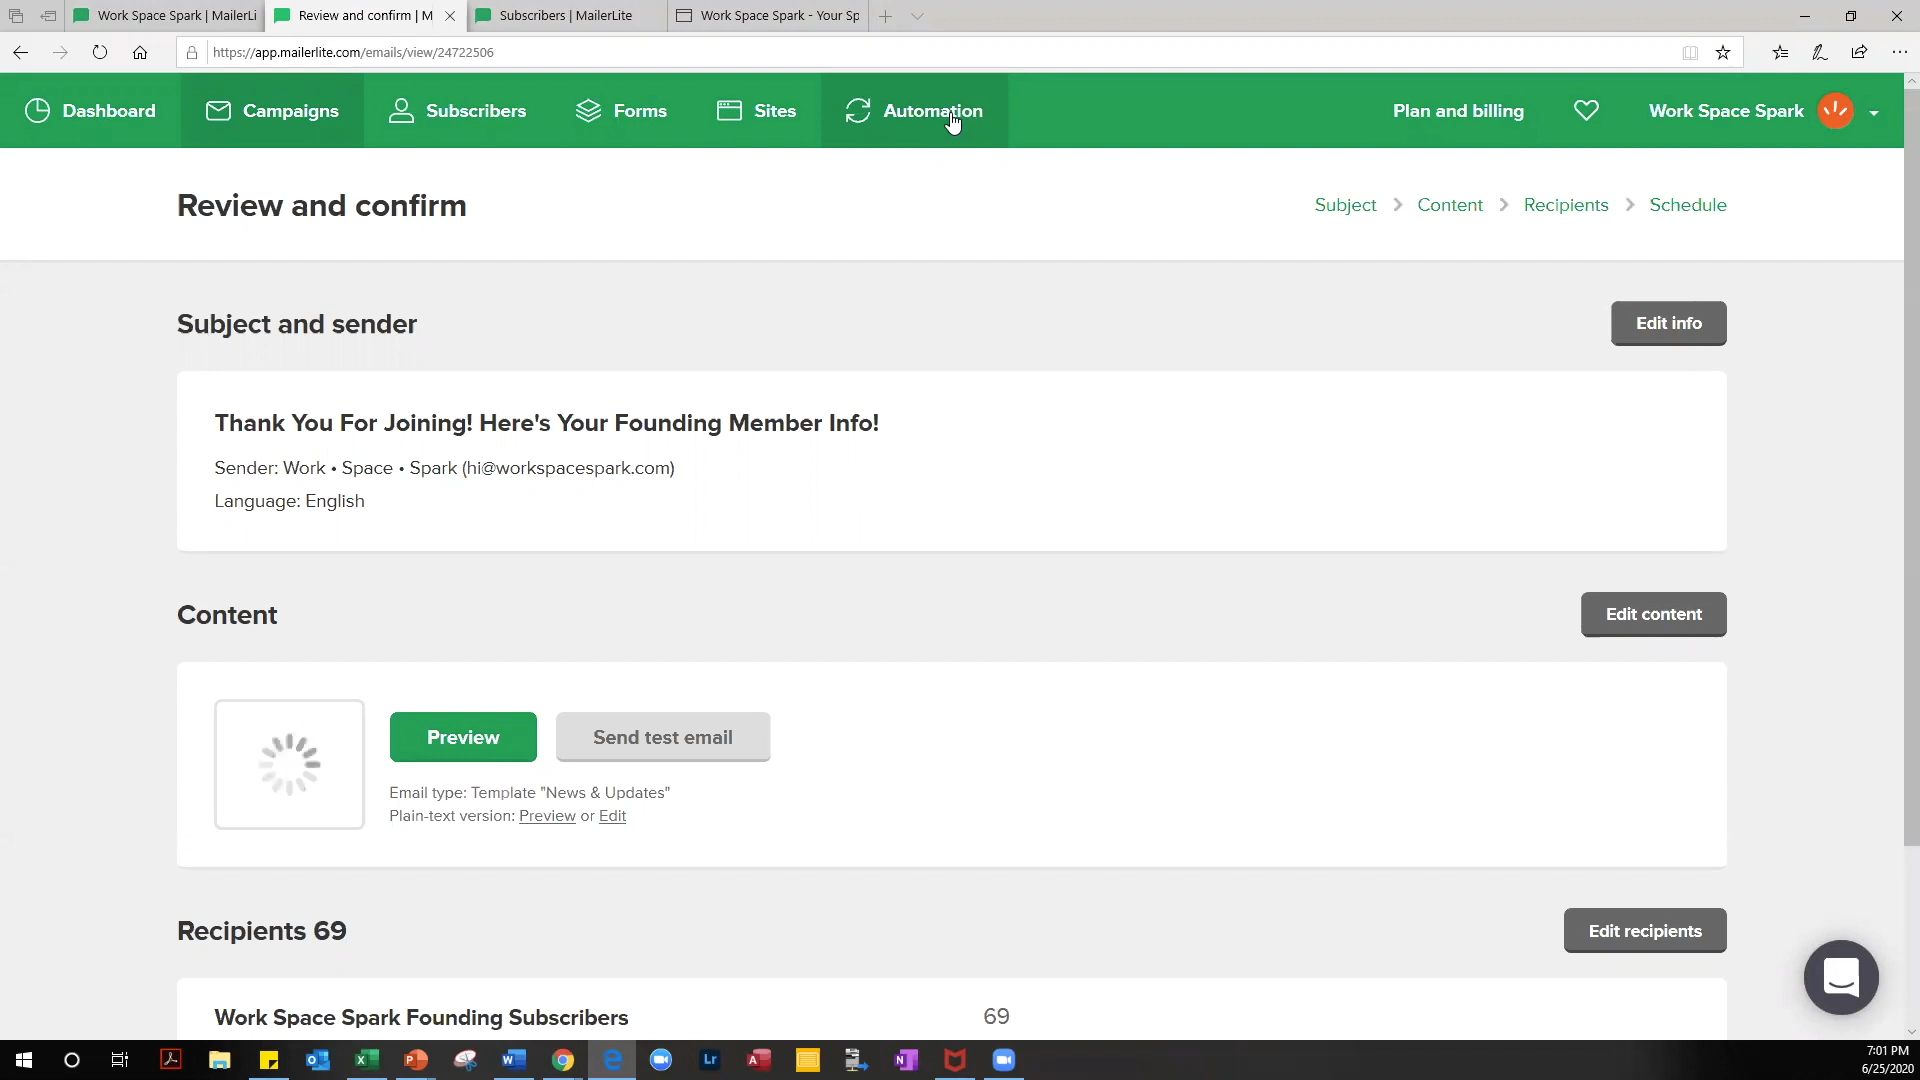 Work Space Spark | MailerLi
Review and confirm | M
Subscribers | MailerLite
Work Space Spark - Your Sp
https://app.mailerlite.com/emails/view/24722506
Dashboard
Campaigns
Subscribers
Forms
Sites
Automation
Plan and billing
Work Space Spark
Review and confirm
Subject
Content
Recipients
Schedule
Subject and sender
Edit info
Thank You For Joining! Here's Your Founding Member Info!
Sender: Work • Space • Spark (hi@workspacespark.com)
Language: English
Content
Edit content
Preview
Send test email
Email type: Template "News & Updates"
Plain-text version: Preview or Edit
Recipients 69
Edit recipients
Work Space Spark Founding Subscribers
69
Lr
7:01 PM
6/25/2020